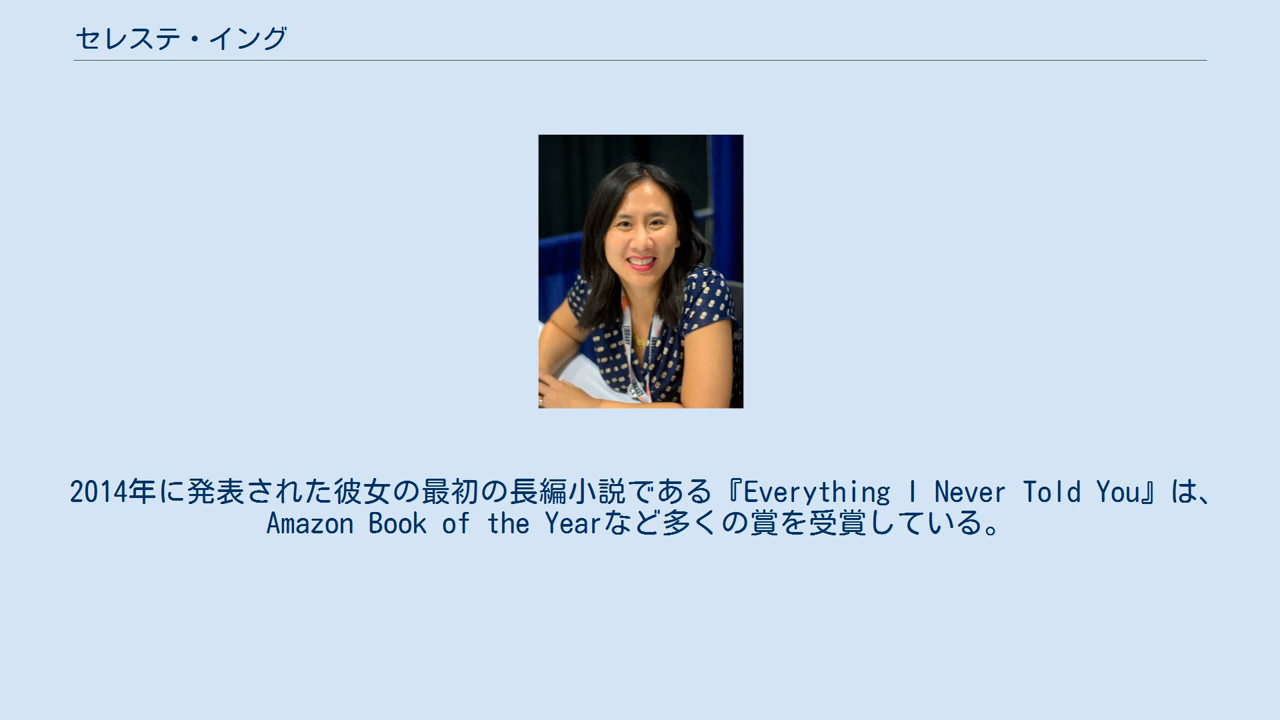 セレステ・イング
2014年に発表された彼女の最初の長編小説である『Everything I Never Told You』は、
Amazon Book of the Yearなど多くの賞を受賞している。